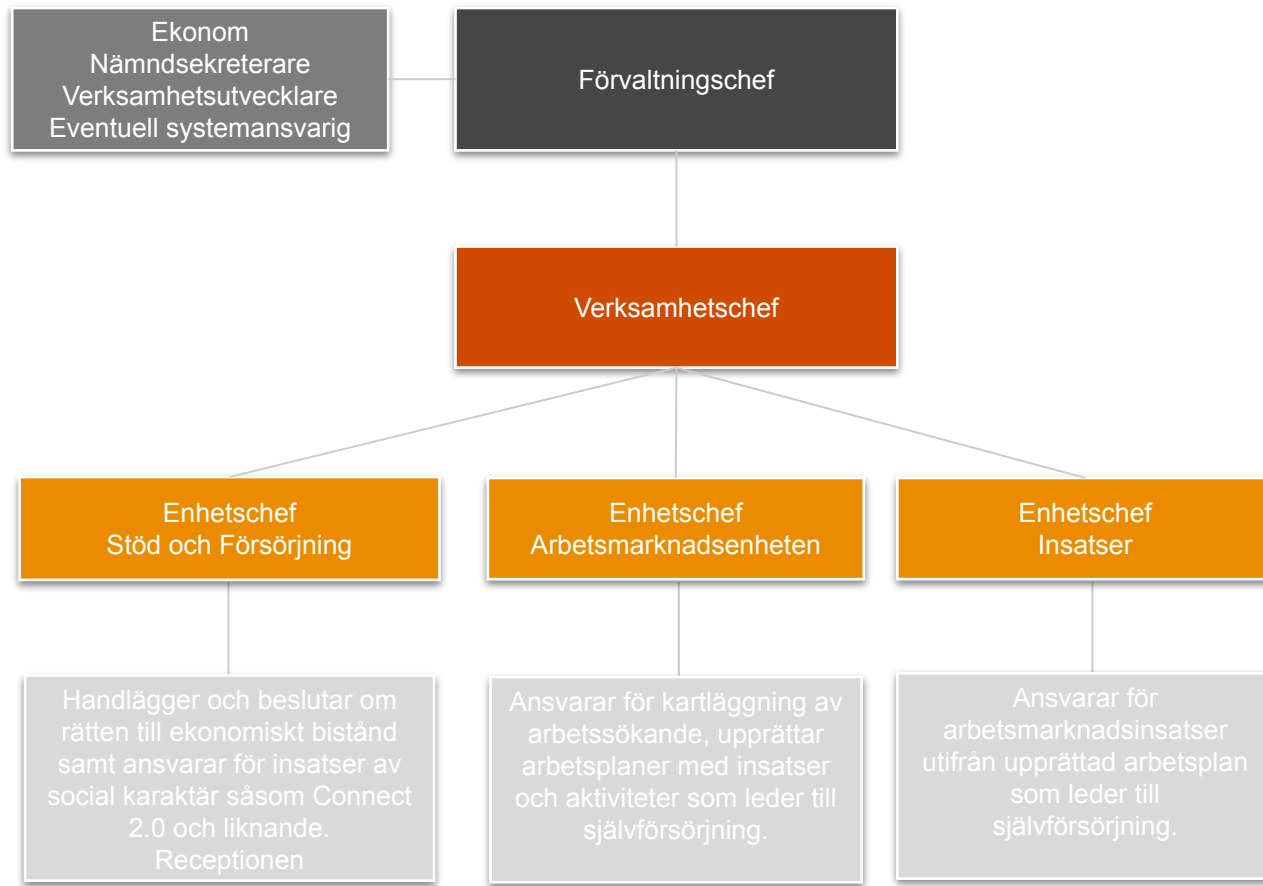 Ekonom
Nämndsekreterare
Verksamhetsutvecklare
Eventuell systemansvarig
Förvaltningschef
Verksamhetschef
Enhetschef
Stöd och Försörjning
Enhetschef
Arbetsmarknadsenheten
Enhetschef
Insatser
Handlägger och beslutar om
rätten till ekonomiskt bistånd
samt ansvarar för insatser av
social karaktär såsom Connect
2.0 och liknande.
Receptionen
Ansvarar för kartläggning av
arbetssökande, upprättar
arbetsplaner med insatser
och aktiviteter som leder till
självförsörjning.
Ansvarar för
arbetsmarknadsinsatser
utifrån upprättad arbetsplan
som leder till
självförsörjning.